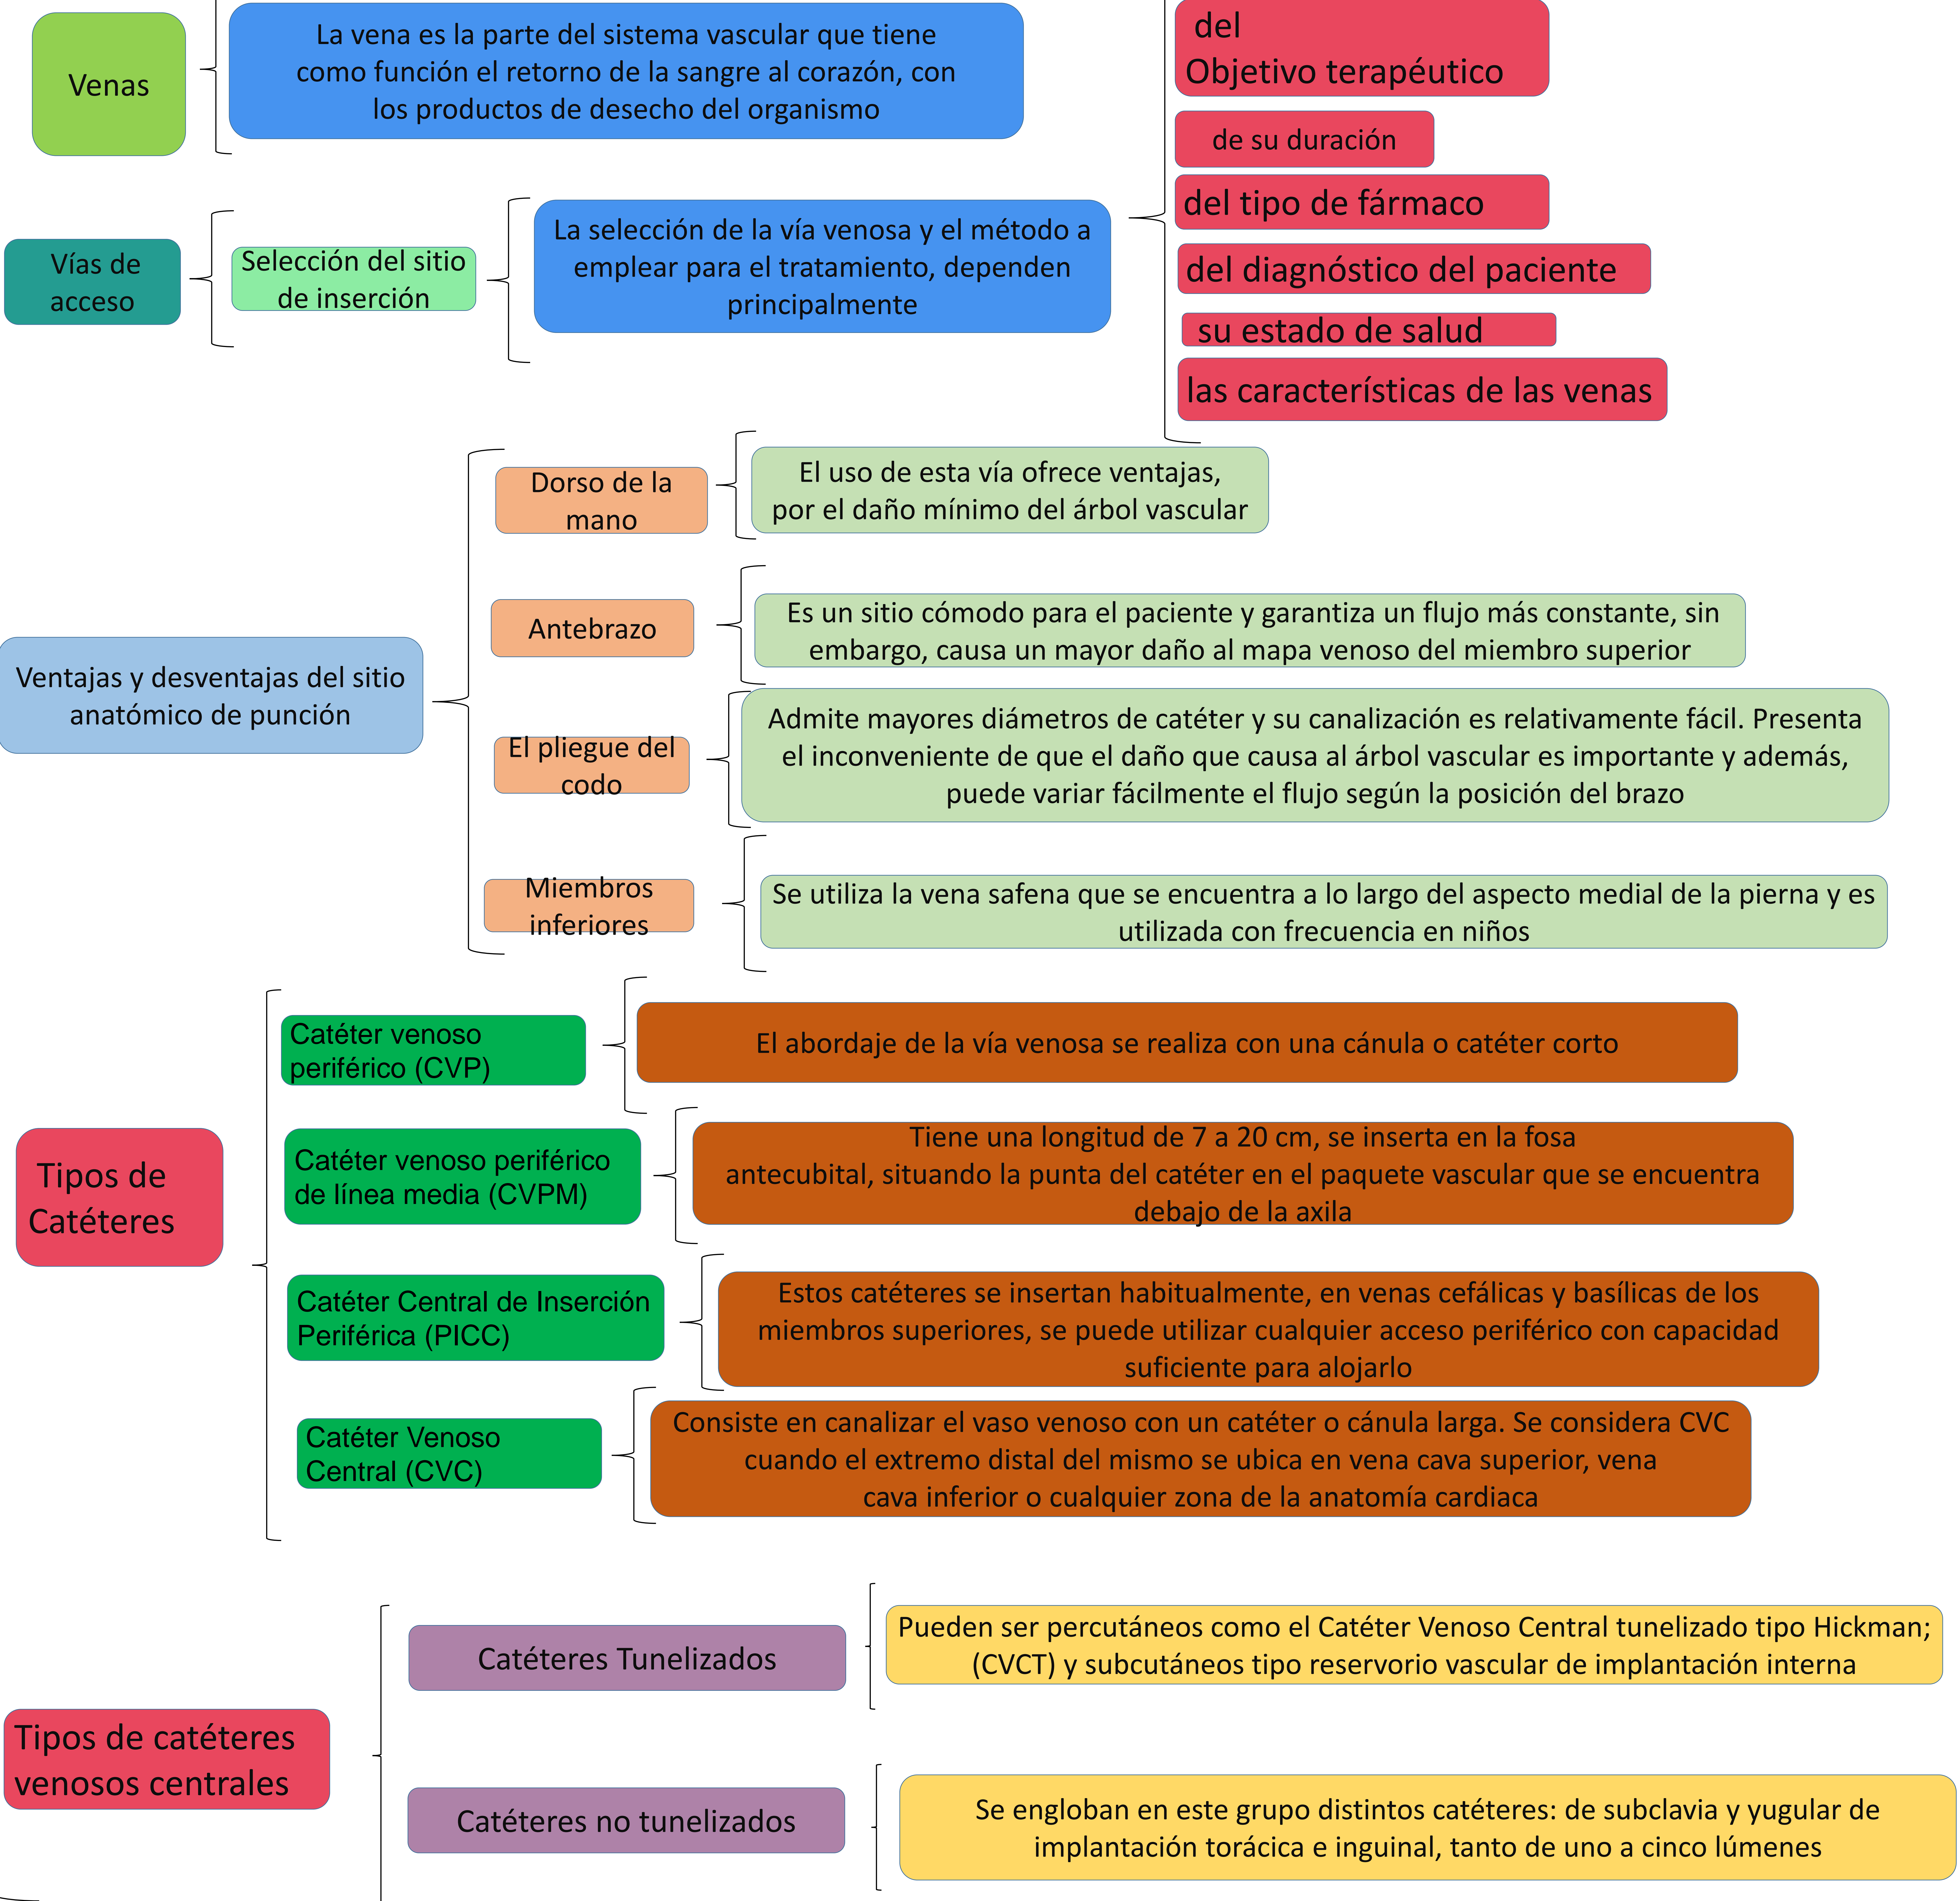 Venas
La vena es la parte del sistema vascular que tiene
como función el retorno de la sangre al corazón, con
los productos de desecho del organismo
Vías de
acceso
Selección del sitio
de inserción
La selección de la vía venosa y el método a
emplear para el tratamiento, dependen
principalmente
del
Objetivo terapéutico
de su duración
del tipo de fármaco
del diagnóstico del paciente
su estado de salud
las características de las venas
Ventajas y desventajas del sitio
anatómico de punción
Dorso de la
mano
El uso de esta vía ofrece ventajas,
por el daño mínimo del árbol vascular
Antebrazo
Es un sitio cómodo para el paciente y garantiza un flujo más constante, sin
embargo, causa un mayor daño al mapa venoso del miembro superior
El pliegue del
codo
Admite mayores diámetros de catéter y su canalización es relativamente fácil. Presenta
el inconveniente de que el daño que causa al árbol vascular es importante y además,
puede variar fácilmente el flujo según la posición del brazo
Miembros
inferiores
Se utiliza la vena safena que se encuentra a lo largo del aspecto medial de la pierna y es
utilizada con frecuencia en niños
Tipos de
Catéteres
Catéter venoso
periférico (CVP)
El abordaje de la vía venosa se realiza con una cánula o catéter corto
Catéter venoso periférico
de línea media (CVPM)
Tiene una longitud de 7 a 20 cm, se inserta en la fosa
antecubital, situando la punta del catéter en el paquete vascular que se encuentra
debajo de la axila
Catéter Central de Inserción
Periférica (PICC)
Estos catéteres se insertan habitualmente, en venas cefálicas y basílicas de los
miembros superiores, se puede utilizar cualquier acceso periférico con capacidad
suficiente para alojarlo
Catéter Venoso
Central (CVC)
Consiste en canalizar el vaso venoso con un catéter o cánula larga. Se considera CVC
cuando el extremo distal del mismo se ubica en vena cava superior, vena
cava inferior o cualquier zona de la anatomía cardiaca
Tipos de catéteres
venosos centrales
Catéteres Tunelizados
Pueden ser percutáneos como el Catéter Venoso Central tunelizado tipo Hickman;
(CVCT) y subcutáneos tipo reservorio vascular de implantación interna
Catéteres no tunelizados
Se engloban en este grupo distintos catéteres: de subclavia y yugular de
implantación torácica e inguinal, tanto de uno a cinco lúmenes